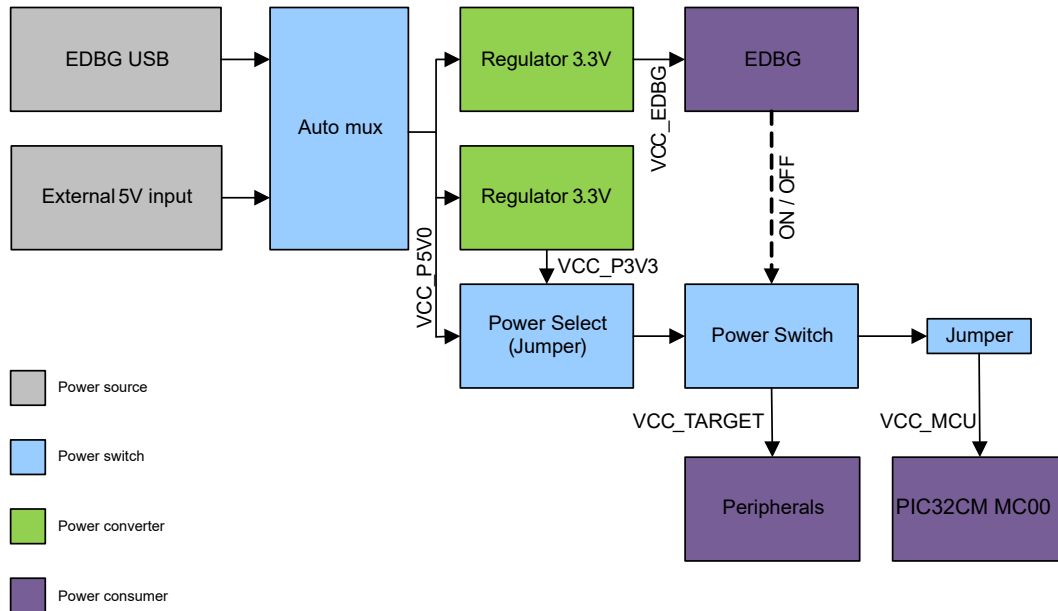 EDBG USB
Auto mux
Regulator 3.3V
VCC_EDBG
EDBG
External 5V input
Regulator 3.3V
ON / OFF
VCC_P5V0
VCC_P3V3
Power Select
(Jumper)
Power Switch
Jumper
Power source
VCC_TARGET
VCC_MCU
Power switch
Peripherals
PIC32CM MC00
Power converter
Power consumer